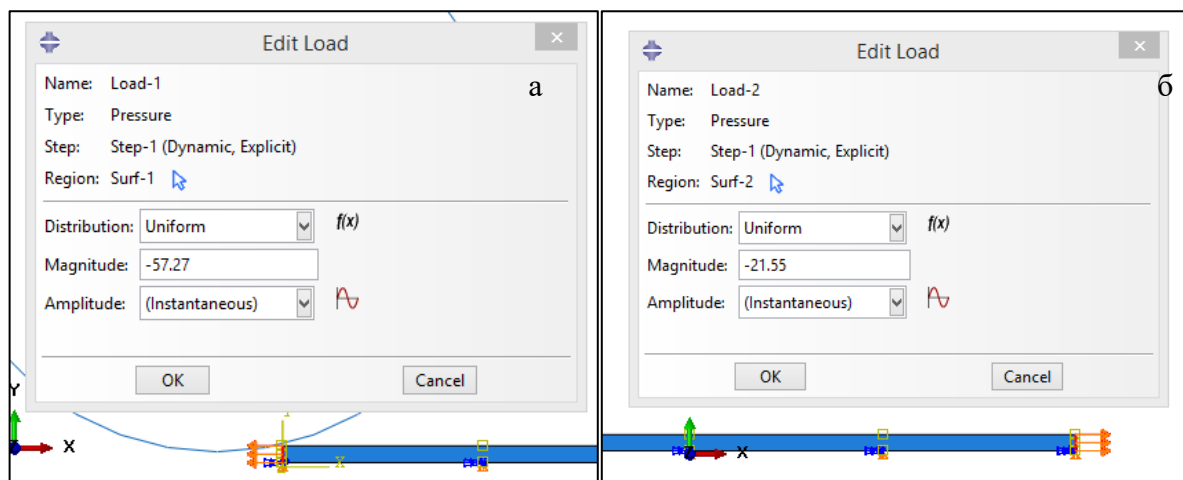 Edit Load
Name: Load-1
а
Type: Pressure
Step: Step-1 (Dynamic, Explicit)
Region: Surf-1
Distribution: Uniform f(x)
Magnitude: -57.27
Amplitude: (Instantaneous)
OK Cancel
Y
X
Edit Load
Name: Load-2
б
Type: Pressure
Step: Step-1 (Dynamic, Explicit)
Region: Surf-2
Distribution: Uniform f(x)
Magnitude: -21.55
Amplitude: (Instantaneous)
OK Cancel
X